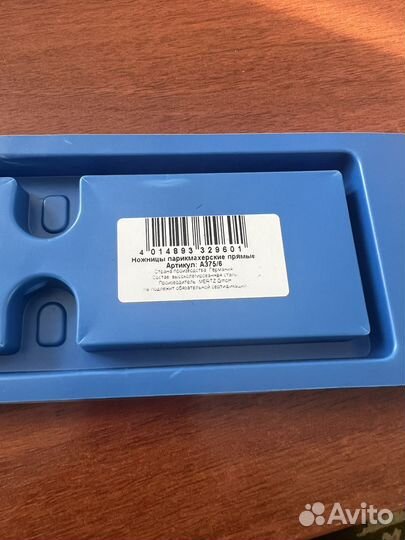 4 014893 329601
Ножницы парикмахерские прямые
Артикул: А375/6
Страна производства: Германия
Состав: высоколегированная сталь
Производитель: MERTZ GmbH
Не подлежит обязательной сертификации
Avito